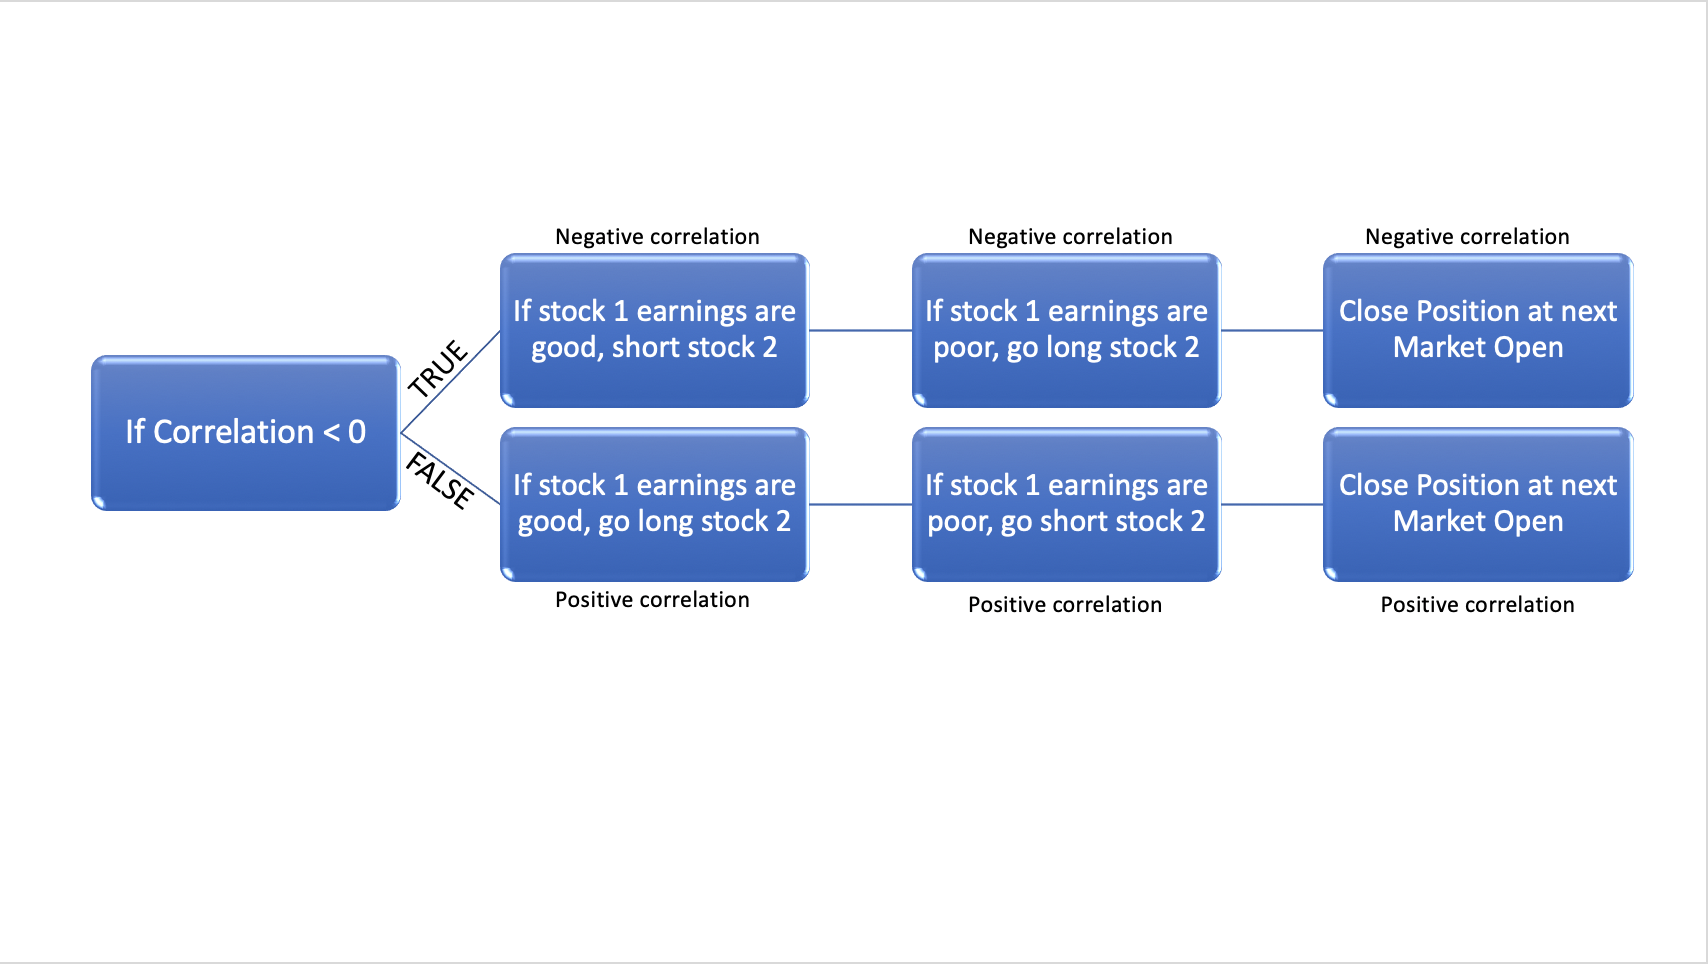 Negative correlation
If stock 1 earnings are
good, short stock 2
Negative correlation
If stock 1 earnings are
poor, go long stock 2
Negative correlation
Close Position at next
Market Open
If Correlation < 0
TRUE
FALSE
If stock 1 earnings are
good, go long stock 2
Positive correlation
If stock 1 earnings are
poor, go short stock 2
Positive correlation
Close Position at next
Market Open
Positive correlation